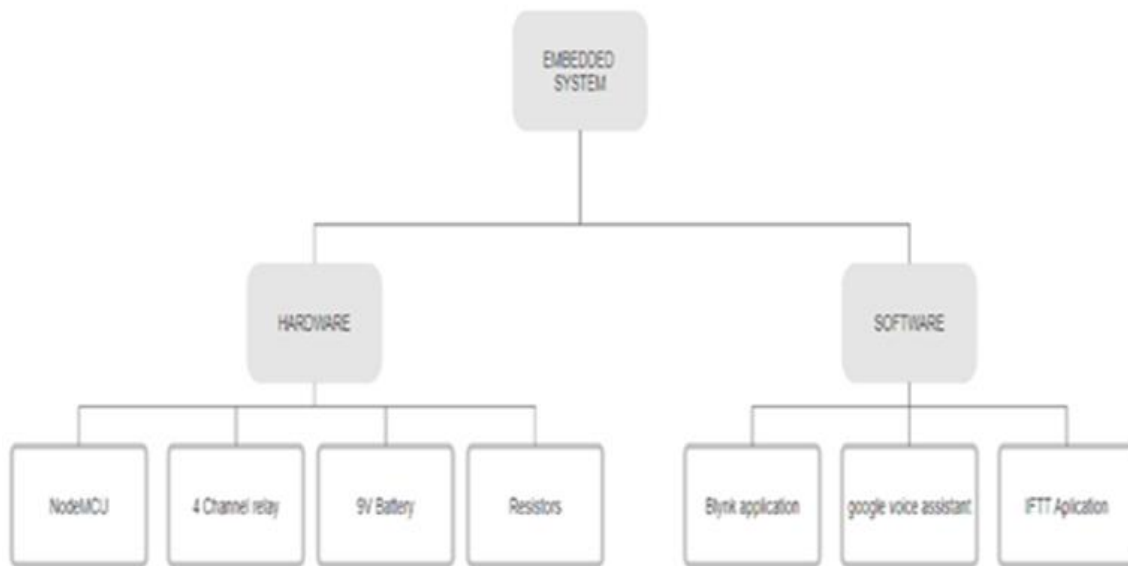 EMBEDDED
SYSTEM
HARDWARE
SOFTWARE
NodeMCU
4 Channel relay
9V Battery
Resistors
Blynk application
google voice assistant
IFTT Aplication